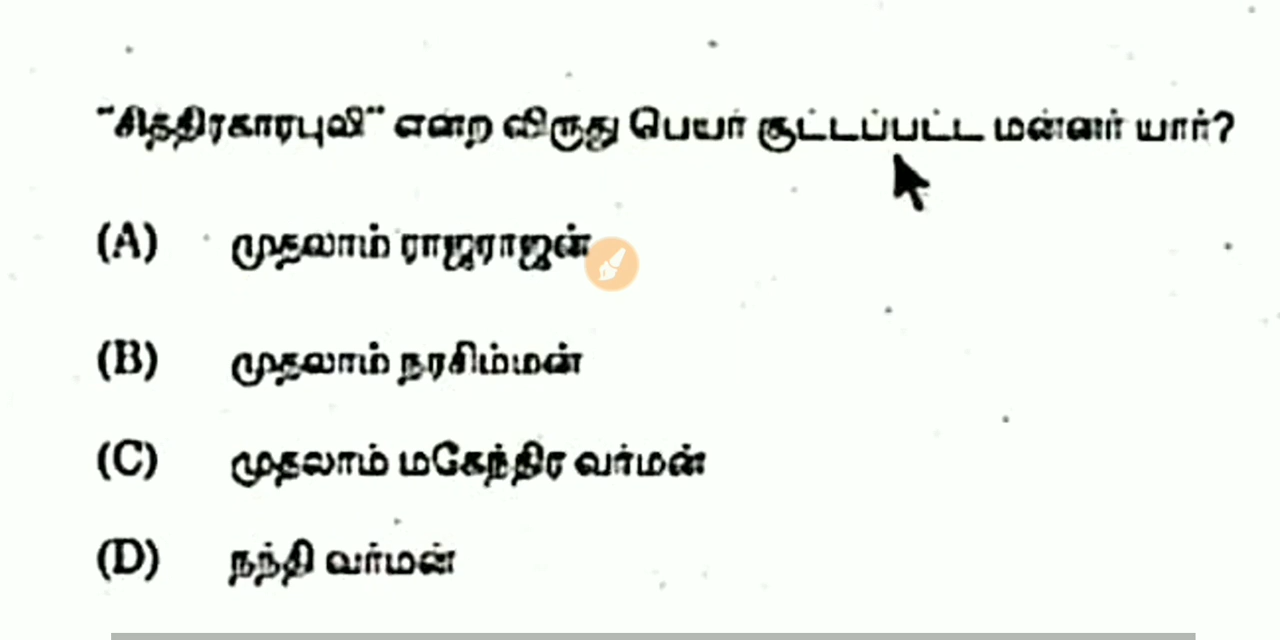 "சித்திரகாரபுலி" என்ற விருது பெயர் சூட்டப்பட்ட மன்னர் யார்?
(A) முதலாம் ராஜராஜன்
(B) முதலாம் நரசிம்மன்
(C) முதலாம் மகேந்திர வர்மன்
(D) நந்தி வர்மன்